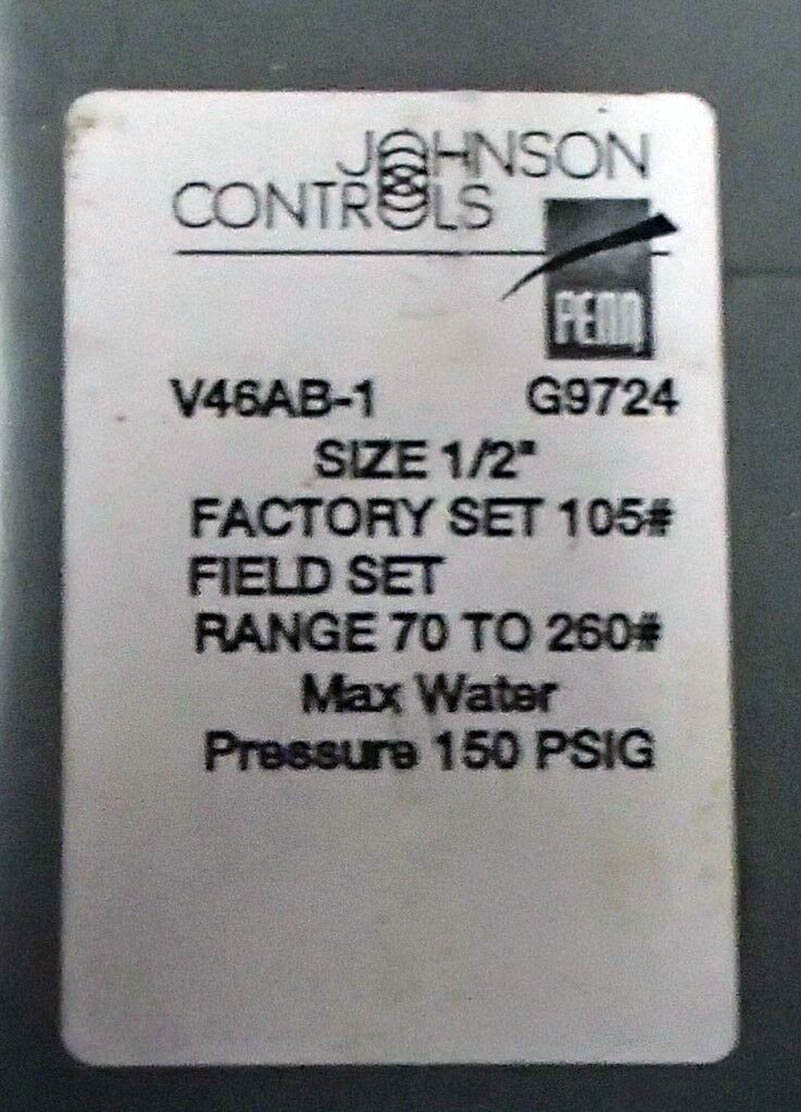 JOHNSON
CONTROLS
PENN
V46AB-1 G9724
SIZE 1/2"
FACTORY SET 105#
FIELD SET
RANGE 70 TO 260#
Max Water
Pressure 150 PSIG